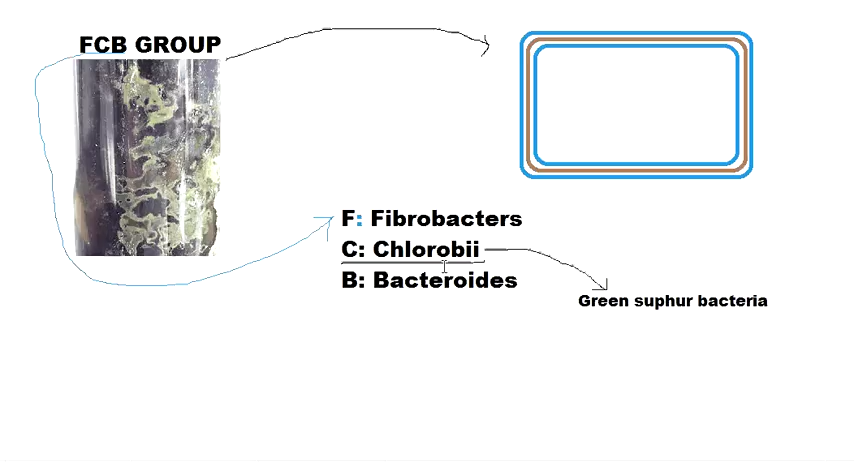 FCB GROUP
F: Fibrobacters
C: Chlorobii
B: Bacteroides
Green suphur bacteria